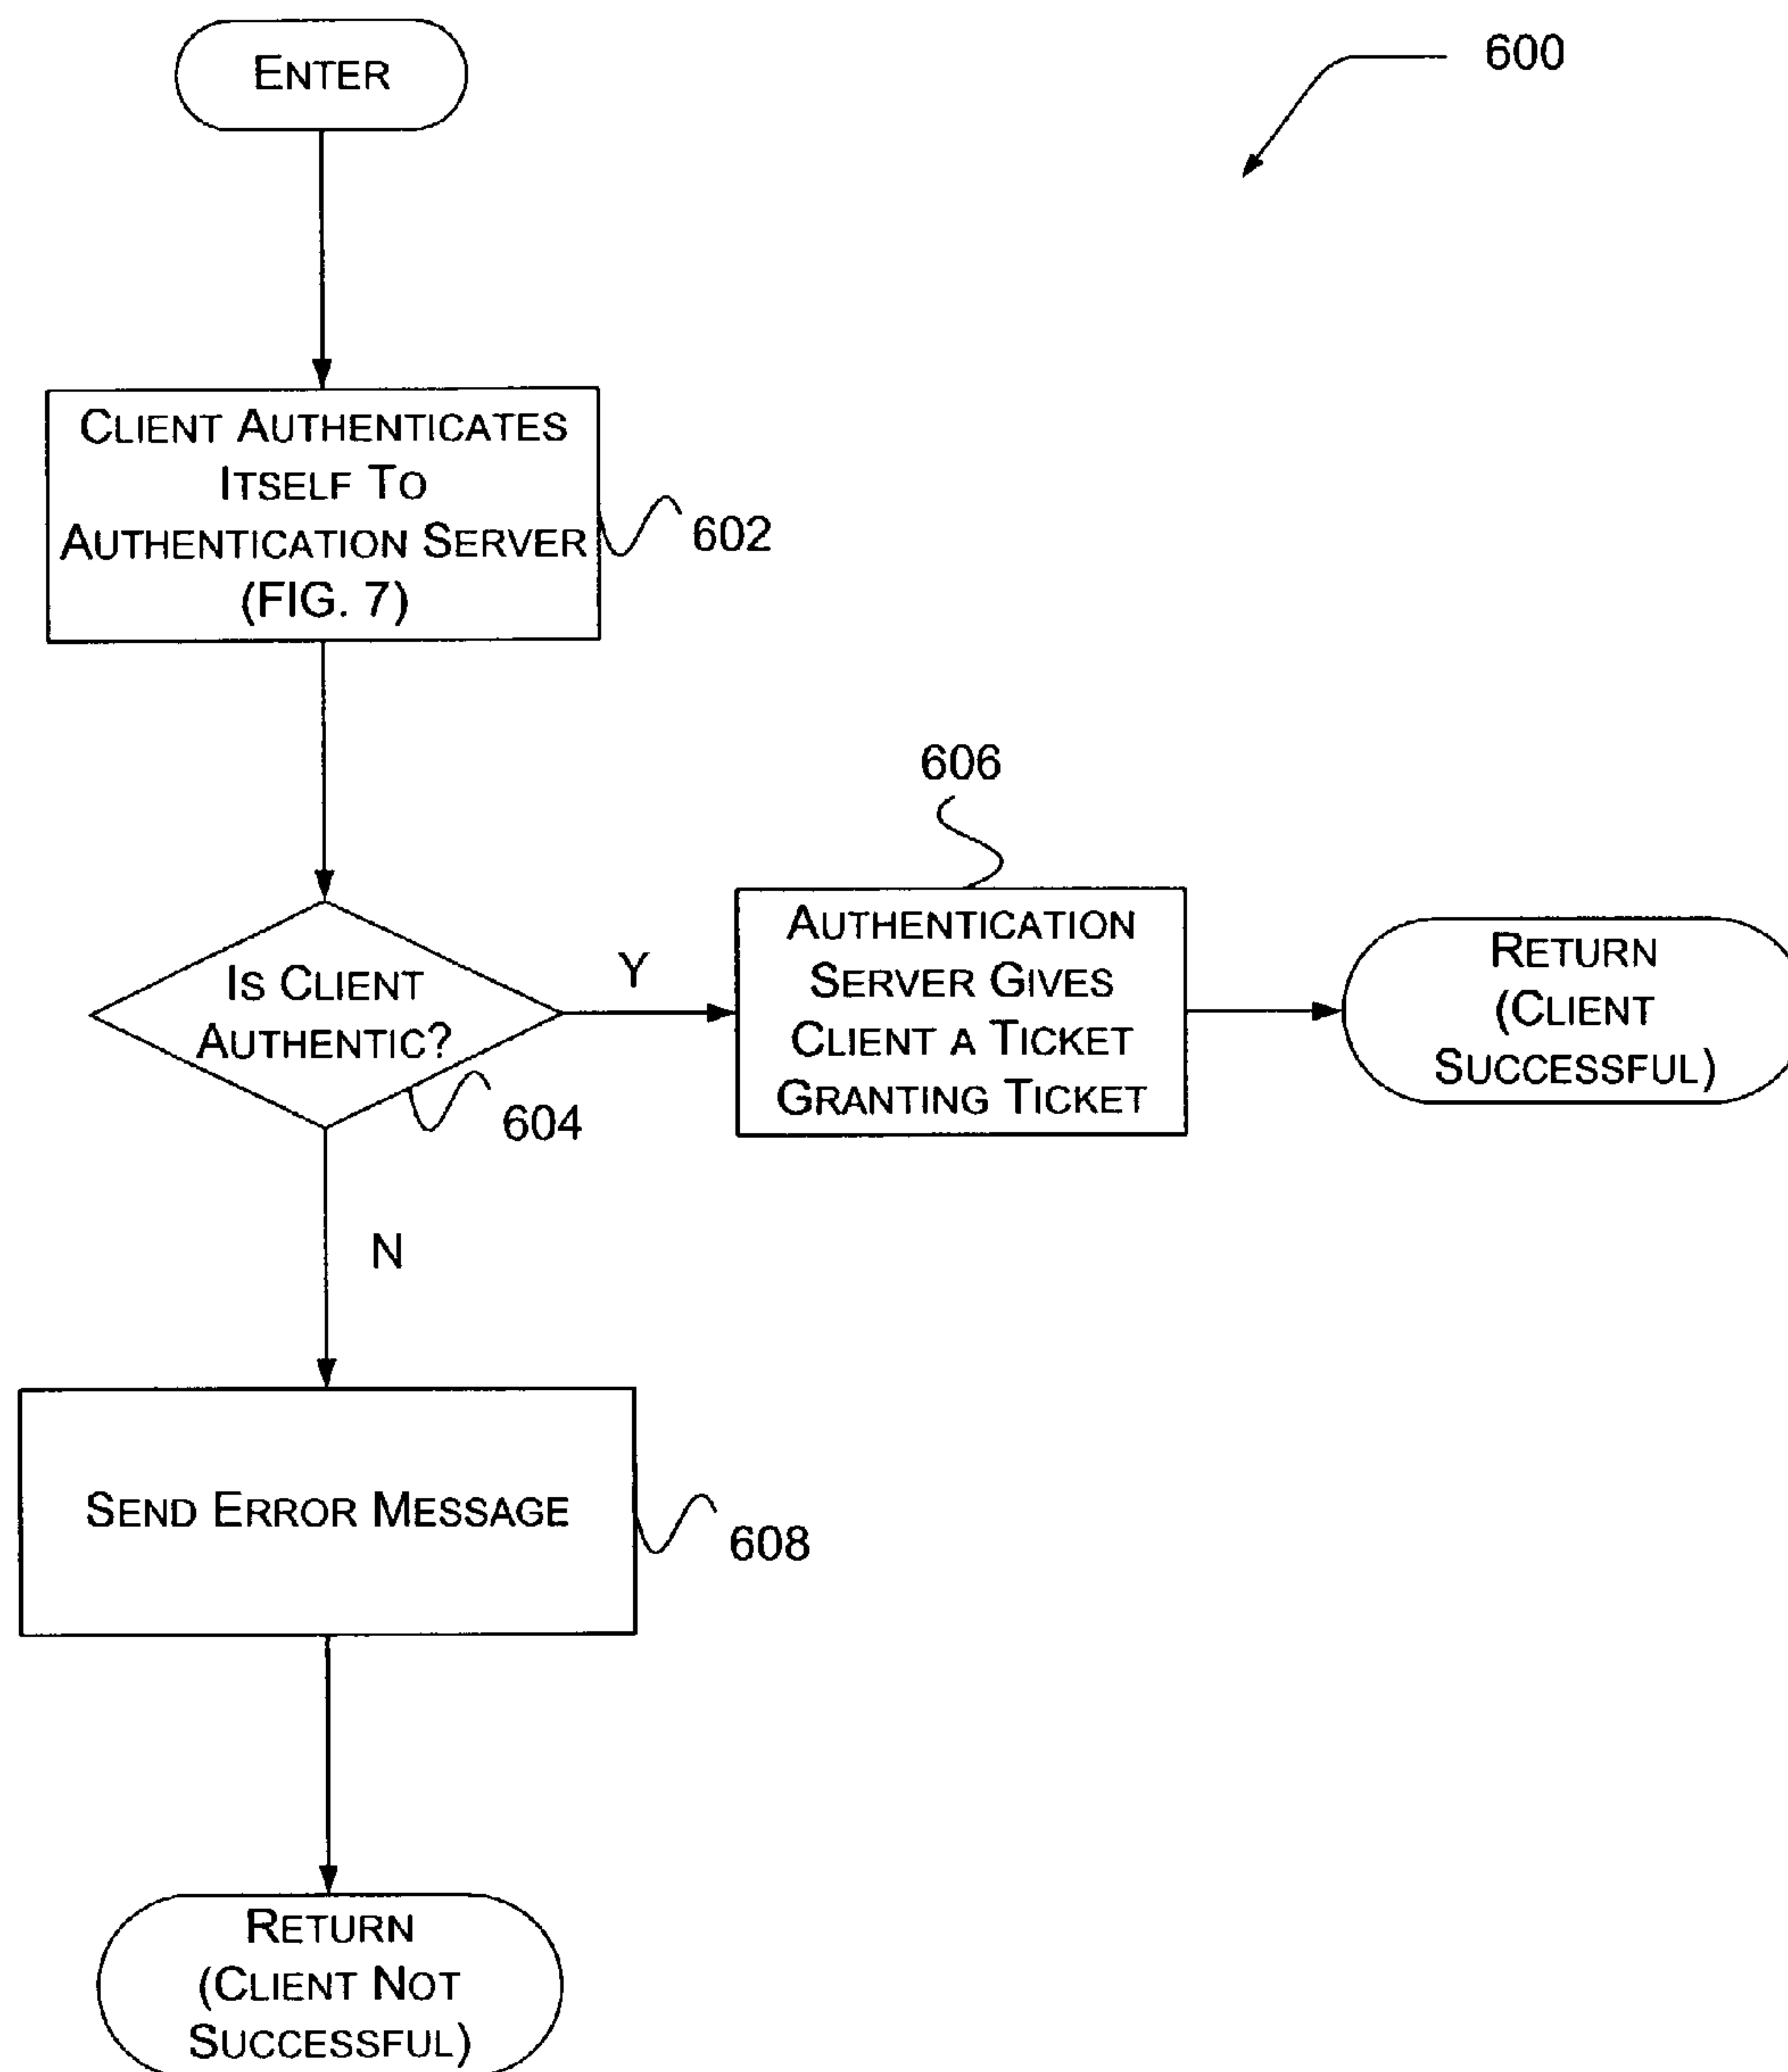 ENTER
600
CLIENT AUTHENTICATES
ITSELF TO
AUTHENTICATION SERVER
(FIG. 7)
602
606
IS CLIENT
AUTHENTIC?
Y
604
AUTHENTICATION
SERVER GIVES
CLIENT A TICKET
GRANTING TICKET
RETURN
(CLIENT
SUCCESSFUL)
N
SEND ERROR MESSAGE
608
RETURN
(CLIENT NOT
SUCCESSFUL)